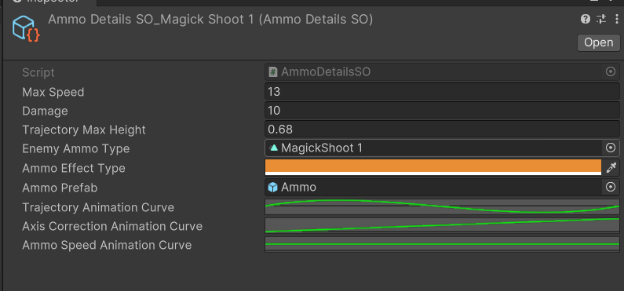 Inspector
Ammo Details SO_Magick Shoot 1 (Ammo Details SO)
Open
Script AmmoDetailsSO
Max Speed 13
Damage 10
Trajectory Max Height 0.68
Enemy Ammo Type MagickShoot 1
Ammo Effect Type
Ammo Prefab Ammo
Trajectory Animation Curve
Axis Correction Animation Curve
Ammo Speed Animation Curve